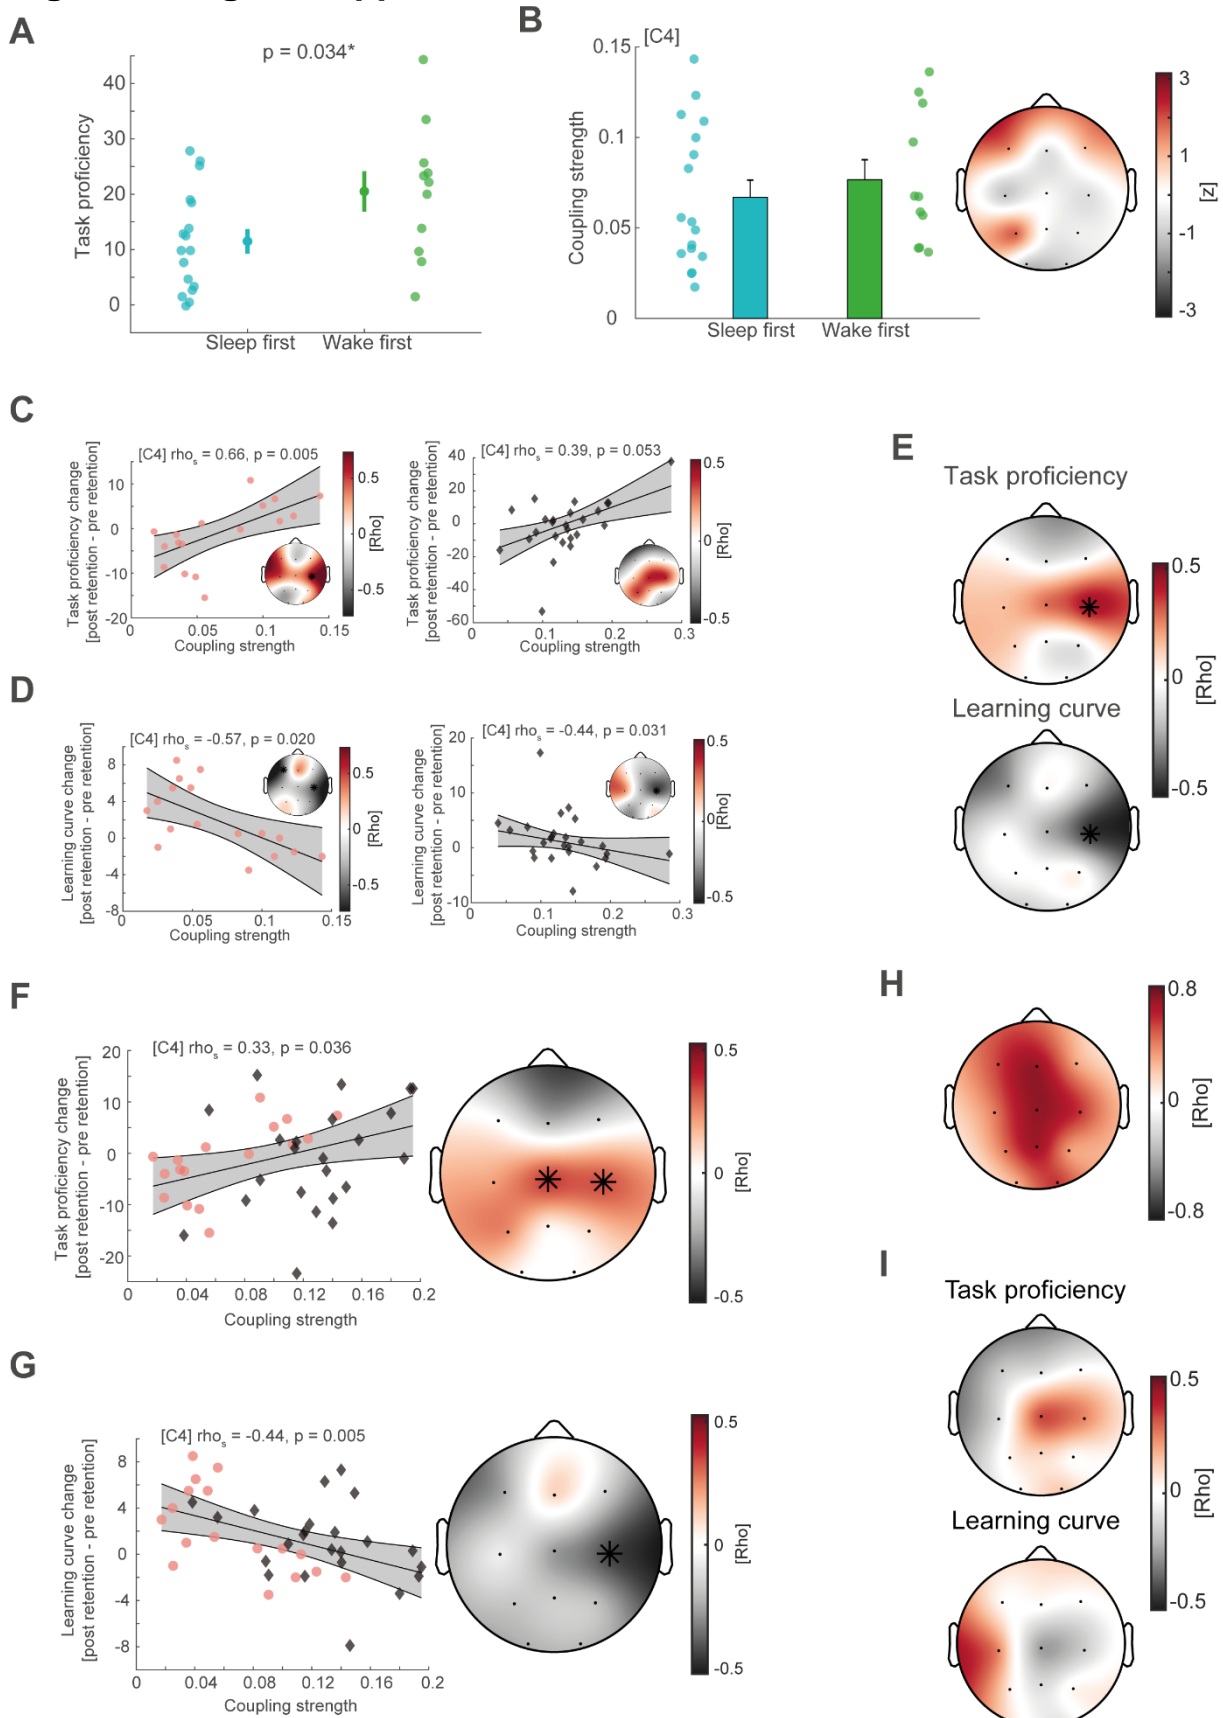 A
p = 0.034*
Task proficiency
40
30
20
10
0
Sleep first
Wake first
B
[C4]
Coupling strength
0.15
0.1
0.05
0
Sleep first
Wake first
3
1
-1
-3
[z]
C
[C4] rhos = 0.66, p = 0.005
Task proficiency change
[post retention - pre retention]
10
0
-10
-20
0
0.05
0.1
0.15
Coupling strength
0.5
0
-0.5
[Rho]
[C4] rhos = 0.39, p = 0.053
Task proficiency change
[post retention - pre retention]
40
20
0
-20
-40
-60
0
0.1
0.2
0.3
Coupling strength
0.5
0
-0.5
[Rho]
D
[C4] rhos = -0.57, p = 0.020
Learning curve change
[post retention - pre retention]
8
4
0
-4
-8
0
0.05
0.1
0.15
Coupling strength
0.5
0
-0.5
[Rho]
[C4] rhos = -0.44, p = 0.031
Learning curve change
[post retention - pre retention]
20
10
0
-10
0
0.1
0.2
0.3
Coupling strength
0.5
0
-0.5
[Rho]
E
Task proficiency
Learning curve
0.5
0
-0.5
[Rho]
F
[C4] rhos = 0.33, p = 0.036
Task proficiency change
[post retention - pre retention]
20
10
0
-10
-20
0
0.04
0.08
0.12
0.16
0.2
Coupling strength
0.5
0
-0.5
[Rho]
G
[C4] rhos = -0.44, p = 0.005
Learning curve change
[post retention - pre retention]
8
4
0
-4
-8
0
0.04
0.08
0.12
0.16
0.2
Coupling strength
0.5
0
-0.5
[Rho]
H
0.8
0
-0.8
[Rho]
I
Task proficiency
Learning curve
0.5
0
-0.5
[Rho]